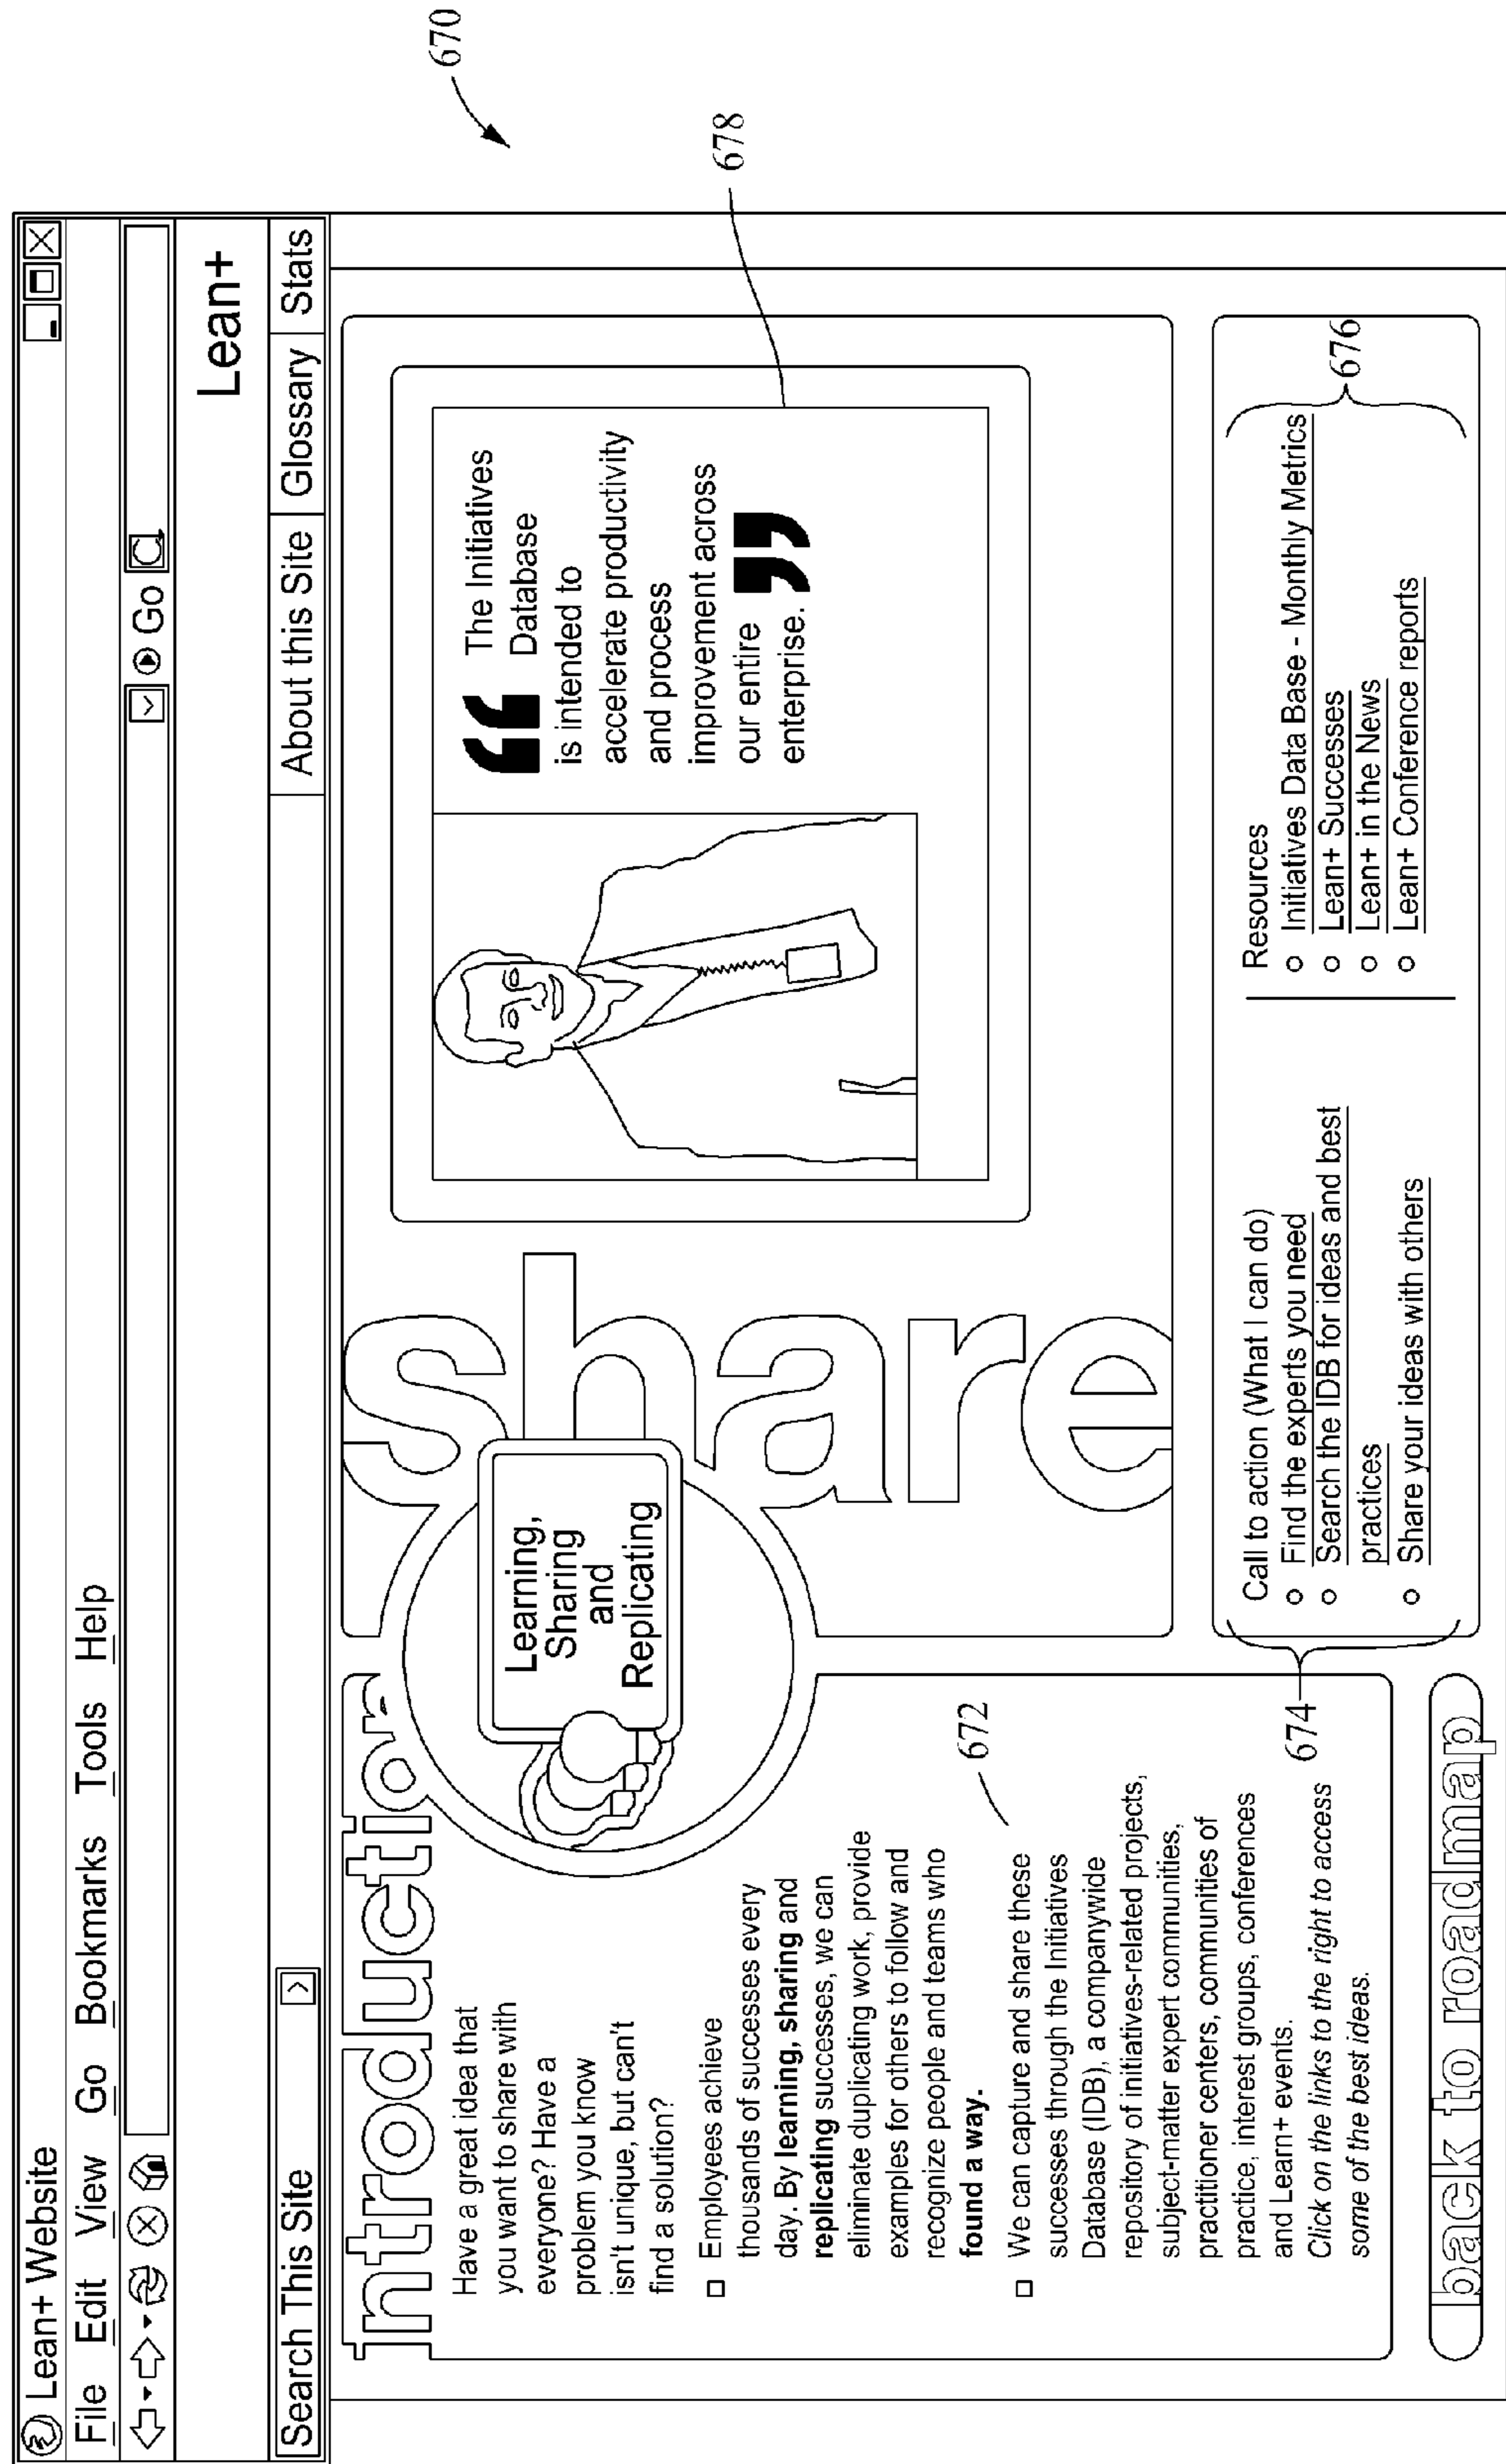 Lean+ Website
File Edit View Go Bookmarks Tools Help
Go
Lean+
Search This Site
About this Site Glossary Stats
Introduction
Have a great idea that
you want to share with
everyone? Have a
problem you know
isn't unique, but can't
find a solution?
Employees achieve
thousands of successes every
day. By learning, sharing and
replicating successes, we can
eliminate duplicating work, provide
examples for others to follow and
recognize people and teams who
found a way.
We can capture and share these
successes through the Initiatives
Database (IDB), a companywide
repository of initiatives-related projects,
subject-matter expert communities,
practitioner centers, communities of
practice, interest groups, conferences
and Learn+ events.
Click on the links to the right to access
some of the best ideas.
672
back to roadmap
Learning,
Sharing
and
Replicating
share
“ The Initiatives
Database
is intended to
accelerate productivity
and process
improvement across
our entire
enterprise. ”
678
670
Call to action (What I can do)
Find the experts you need
Search the IDB for ideas and best
practices
Share your ideas with others
674
Resources
Initiatives Data Base - Monthly Metrics
Lean+ Successes
Lean+ in the News
Lean+ Conference reports
676